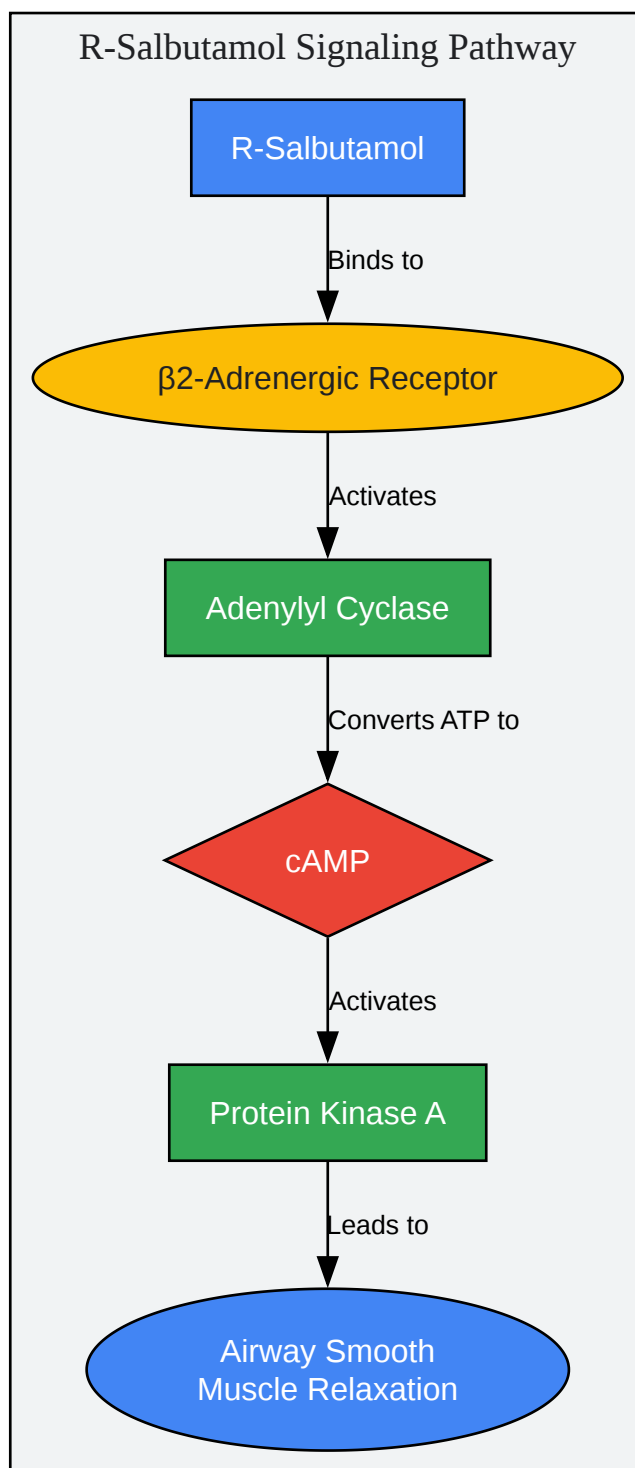 R-Salbutamol Signaling Pathway
R-Salbutamol
Binds to
β2-Adrenergic Receptor
Activates
Adenylyl Cyclase
Converts ATP to
cAMP
Activates
Protein Kinase A
Leads to
Airway Smooth
Muscle Relaxation